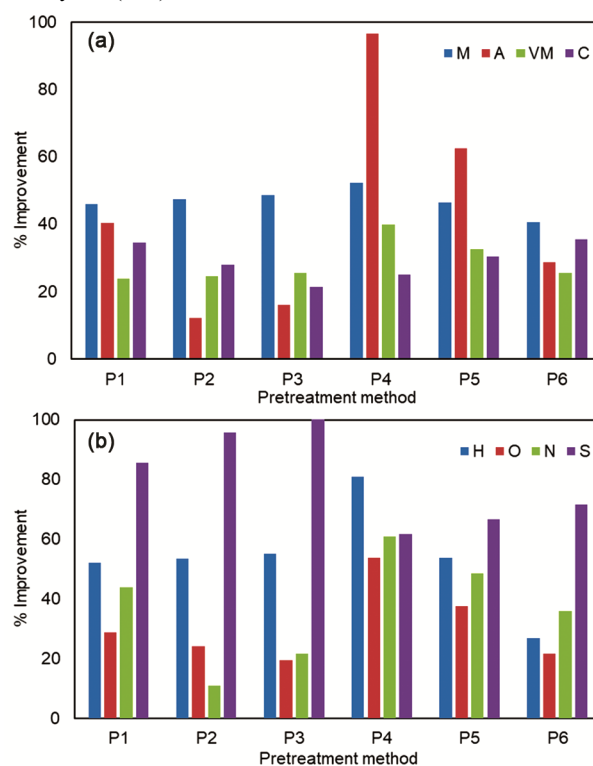 100
(a)
M A VM C
80
60
40
20
0
% Improvement
P1 P2 P3 P4 P5 P6
Pretreatment method
100
(b)
H O N S
80
60
40
20
0
% Improvement
P1 P2 P3 P4 P5 P6
Pretreatment method